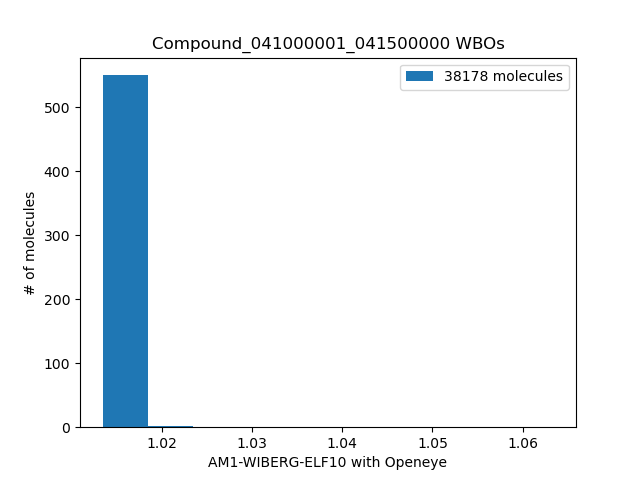 Compound_041000001_041500000 WBOs
38178 molecules
# of molecules
500
400
300
200
100
0
1.02 1.03 1.04 1.05 1.06
AM1-WIBERG-ELF10 with Openeye